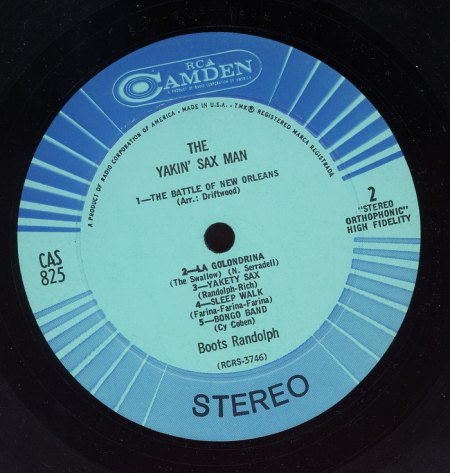 RCA
CAMDEN
A PRODUCT OF RADIO CORPORATION OF AMERICA
A PRODUCT OF RADIO CORPORATION OF AMERICA • MADE IN U.S.A. • TMK ® REGISTERED MARCA REGISTRADA
THE
YAKIN' SAX MAN
1—THE BATTLE OF NEW ORLEANS
(Arr.: Driftwood)
2
"STEREO
ORTHOPHONIC"
HIGH FIDELITY
CAS
825
2—LA GOLONDRINA
(The Swallow) (N. Serradell)
3—YAKETY SAX
(Randolph-Rich)
4—SLEEP WALK
(Farina-Farina-Farina)
5—BONGO BAND
(Cy Coben)
Boots Randolph
(RCRS-3746)
STEREO